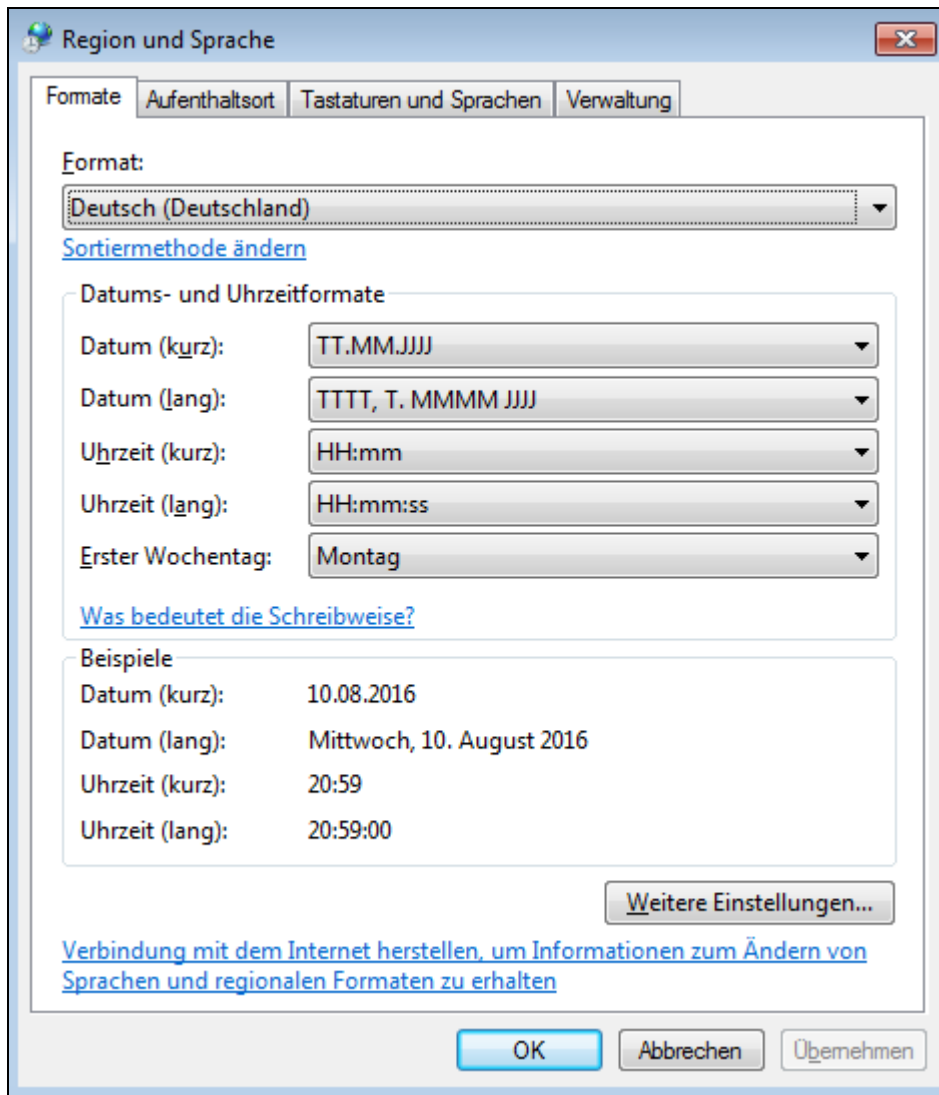 Region und Sprache
Formate Aufenthaltsort Tastaturen und Sprachen Verwaltung
Format:
Deutsch (Deutschland)
Sortiermethode ändern
Datums- und Uhrzeitformate
Datum (kurz): TT.MM.JJJJ
Datum (lang): TTTT, T. MMMM JJJJ
Uhrzeit (kurz): HH:mm
Uhrzeit (lang): HH:mm:ss
Erster Wochentag: Montag
Was bedeutet die Schreibweise?
Beispiele
Datum (kurz): 10.08.2016
Datum (lang): Mittwoch, 10. August 2016
Uhrzeit (kurz): 20:59
Uhrzeit (lang): 20:59:00
Weitere Einstellungen...
Verbindung mit dem Internet herstellen, um Informationen zum Ändern von
Sprachen und regionalen Formaten zu erhalten
OK Abbrechen Übernehmen